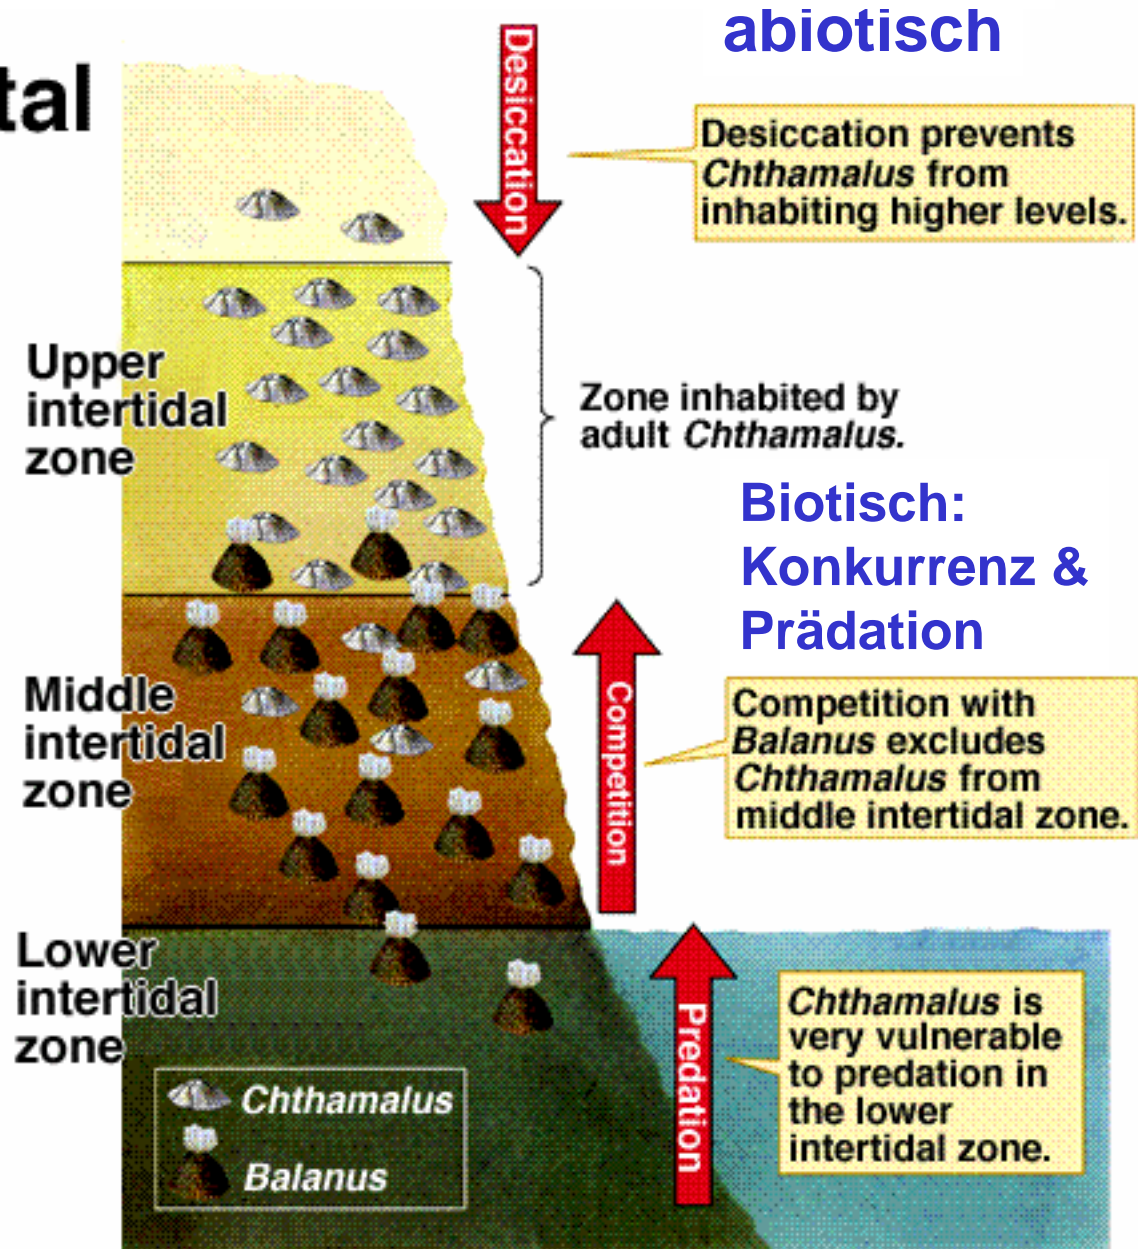 abiotisch
tal
Desiccation
Desiccation prevents
Chthamalus from
inhabiting higher levels.
Upper
intertidal
zone
Zone inhabited by
adult Chthamalus.
Biotisch:
Konkurrenz &
Prädation
Middle
intertidal
zone
Competition
Competition with
Balanus excludes
Chthamalus from
middle intertidal zone.
Lower
intertidal
zone
Predation
Chthamalus is
very vulnerable
to predation in
the lower
intertidal zone.
Chthamalus
Balanus